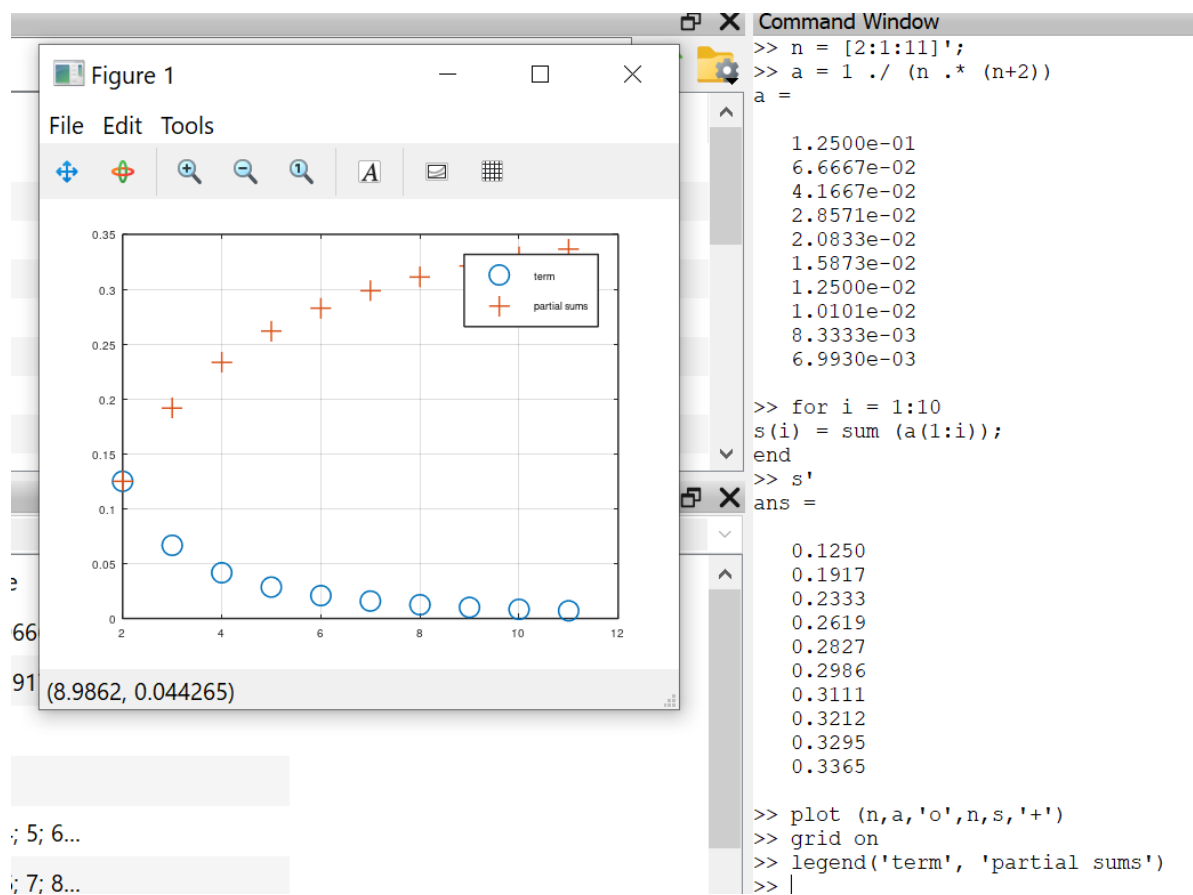 Command Window
>> n = [2:1:11]';
>> a = 1 ./ (n .* (n+2))
a =
1.2500e-01
6.6667e-02
4.1667e-02
2.8571e-02
2.0833e-02
1.5873e-02
1.2500e-02
1.0101e-02
8.3333e-03
6.9930e-03
>> for i = 1:10
s(i) = sum (a(1:i));
end
>> s'
ans =
0.1250
0.1917
0.2333
0.2619
0.2827
0.2986
0.3111
0.3212
0.3295
0.3365
>> plot (n,a,'o',n,s,'+')
>> grid on
>> legend('term', 'partial sums')
>>
Figure 1
File Edit Tools
A
0.35
0.3
0.25
0.2
0.15
0.1
0.05
0
2 4 6 8 10 12
term
partial sums
(8.9862, 0.044265)
66
91
; 5; 6...
; 7; 8...